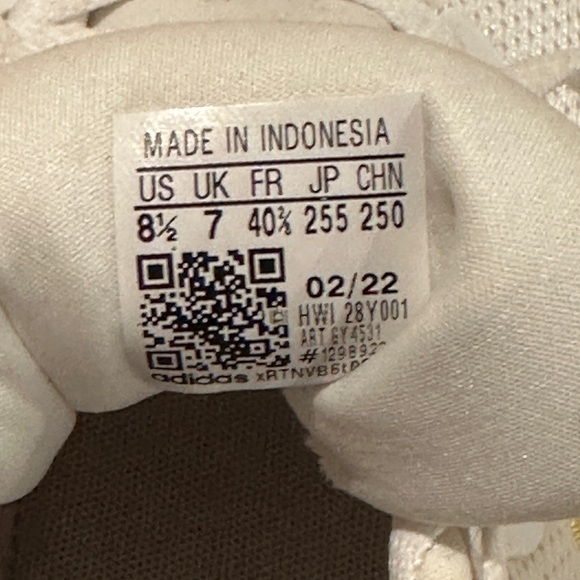 MADE IN INDONESIA
US UK FR JP CHN
8½ 7 40⅔ 255 250
02/22
HWI 28Y001
ART GY4531
adidas